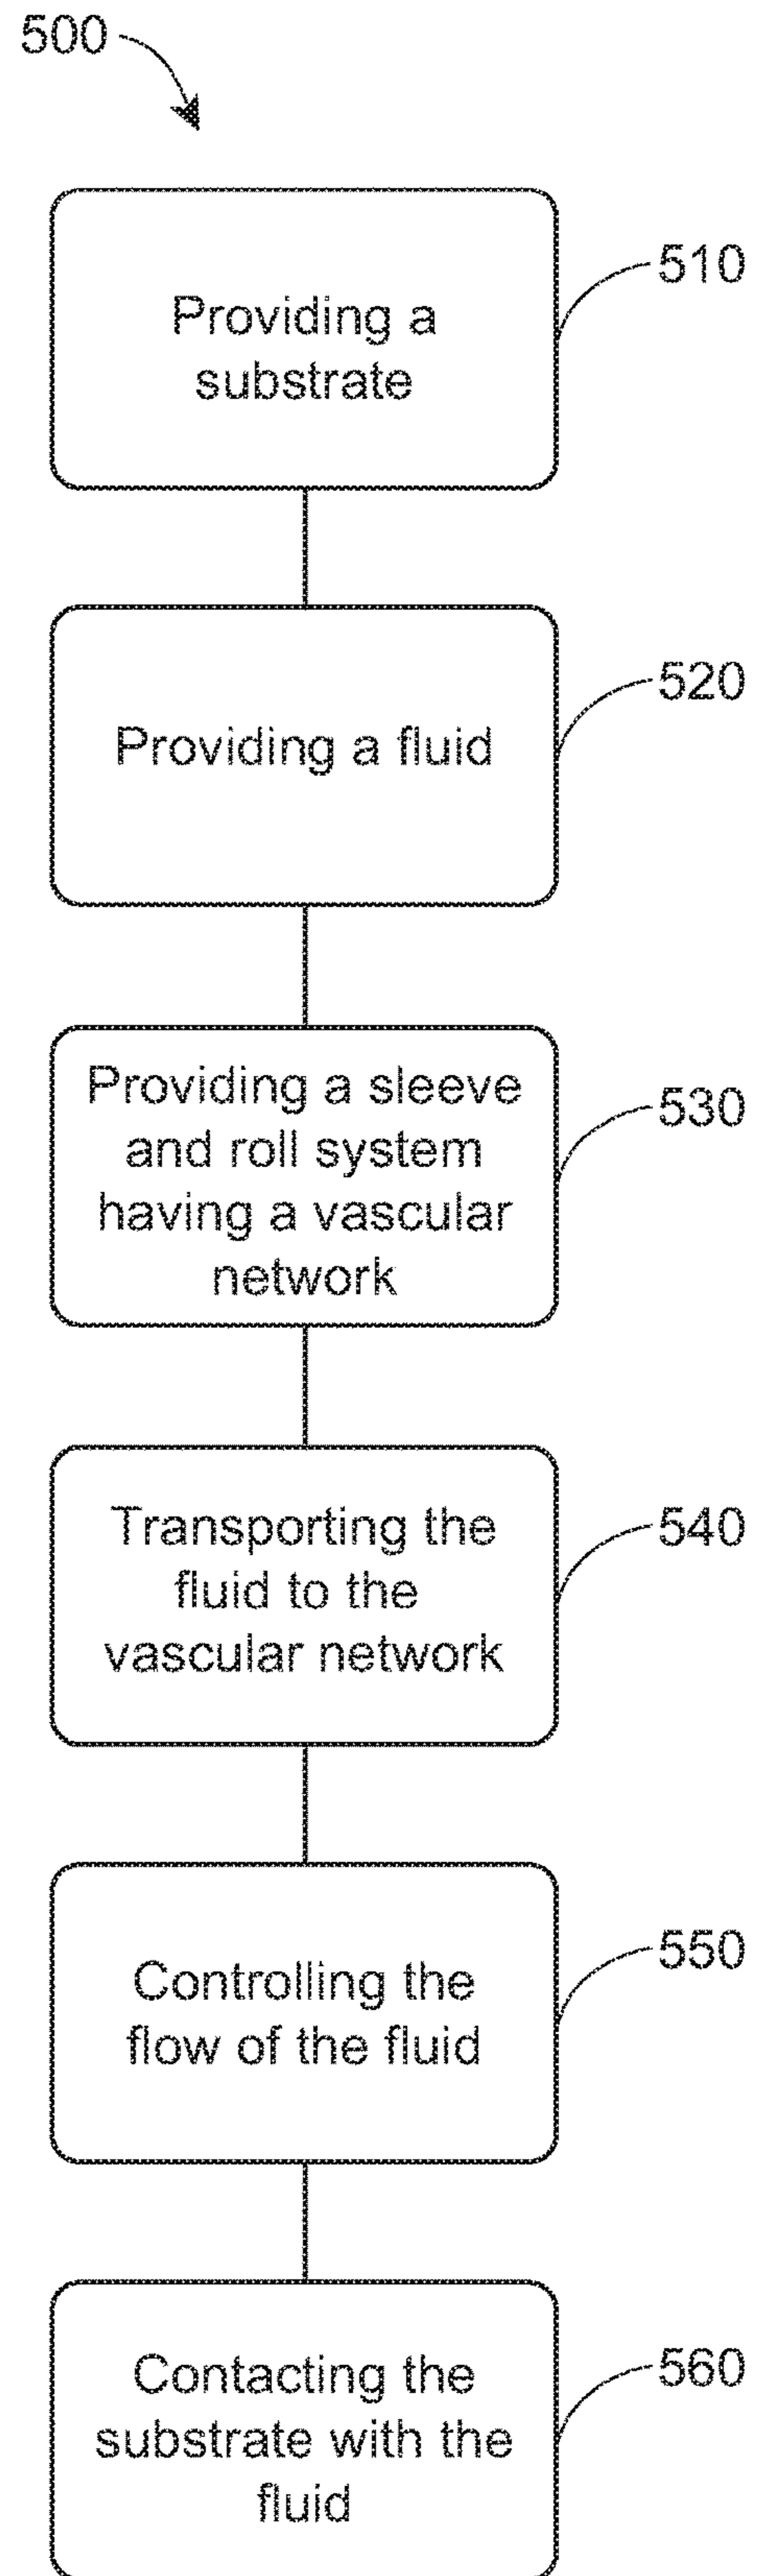 500
Providing a
substrate
510
Providing a fluid
520
Providing a sleeve
and roll system
having a vascular
network
530
Transporting the
fluid to the
vascular network
540
Controlling the
flow of the fluid
550
Contacting the
substrate with the
fluid
560